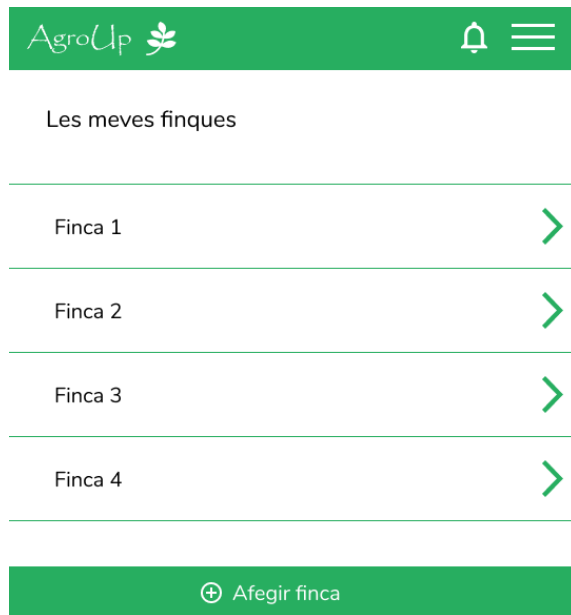 AgroUp
Les meves finques
Finca 1
Finca 2
Finca 3
Finca 4
Afegir finca